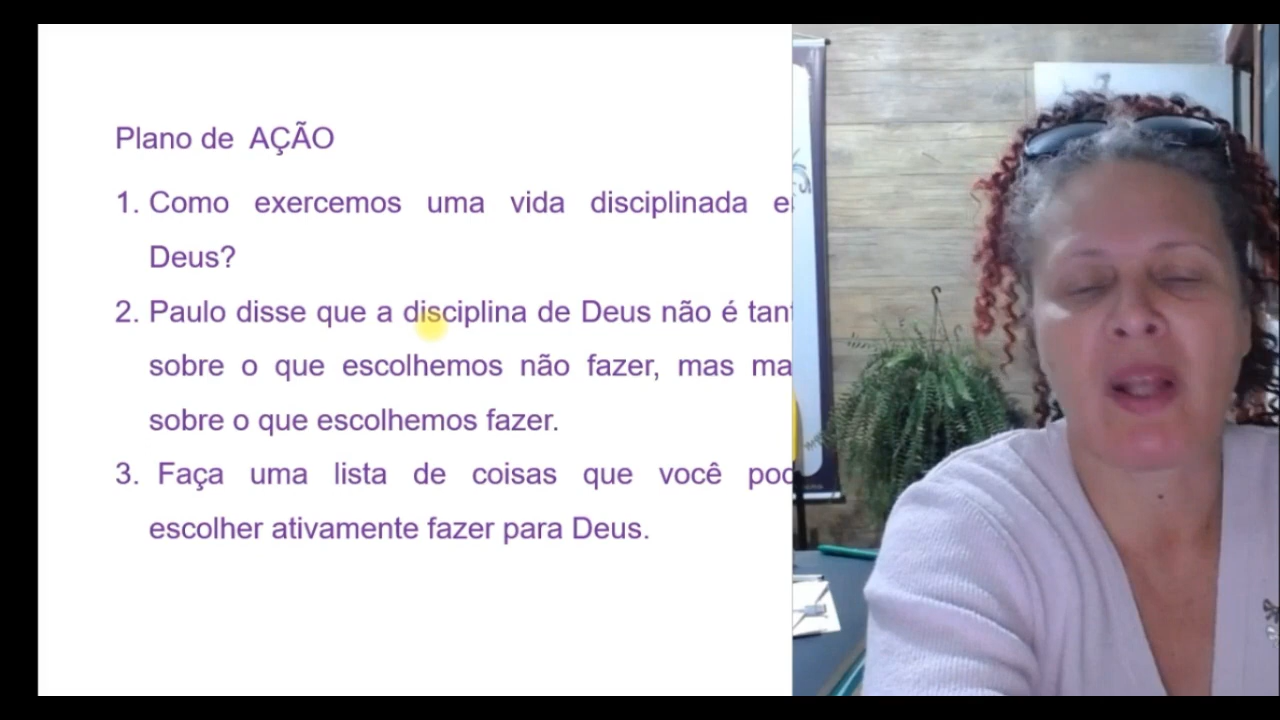 Plano de AÇÃO
1. Como exercemos uma vida disciplinada
Deus?
2. Paulo disse que a disciplina de Deus não é
sobre o que escolhemos não fazer, mas
sobre o que escolhemos fazer.
3. Faça uma lista de coisas que você
escolher ativamente fazer para Deus.